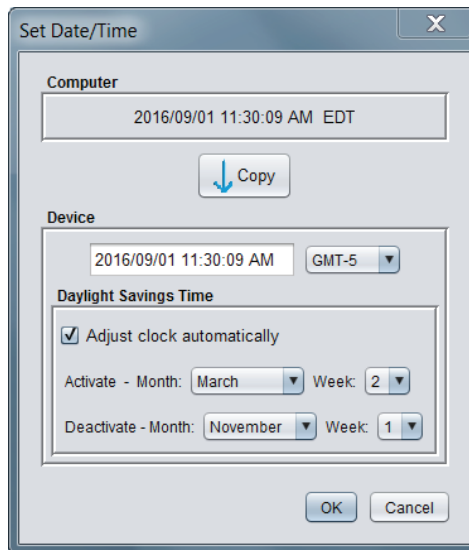 Set Date/Time X
Computer
2016/09/01 11:30:09 AM EDT
Copy
Device
2016/09/01 11:30:09 AM GMT-5
Daylight Savings Time
Adjust clock automatically
Activate - Month: March Week: 2
Deactivate - Month: November Week: 1
OK Cancel